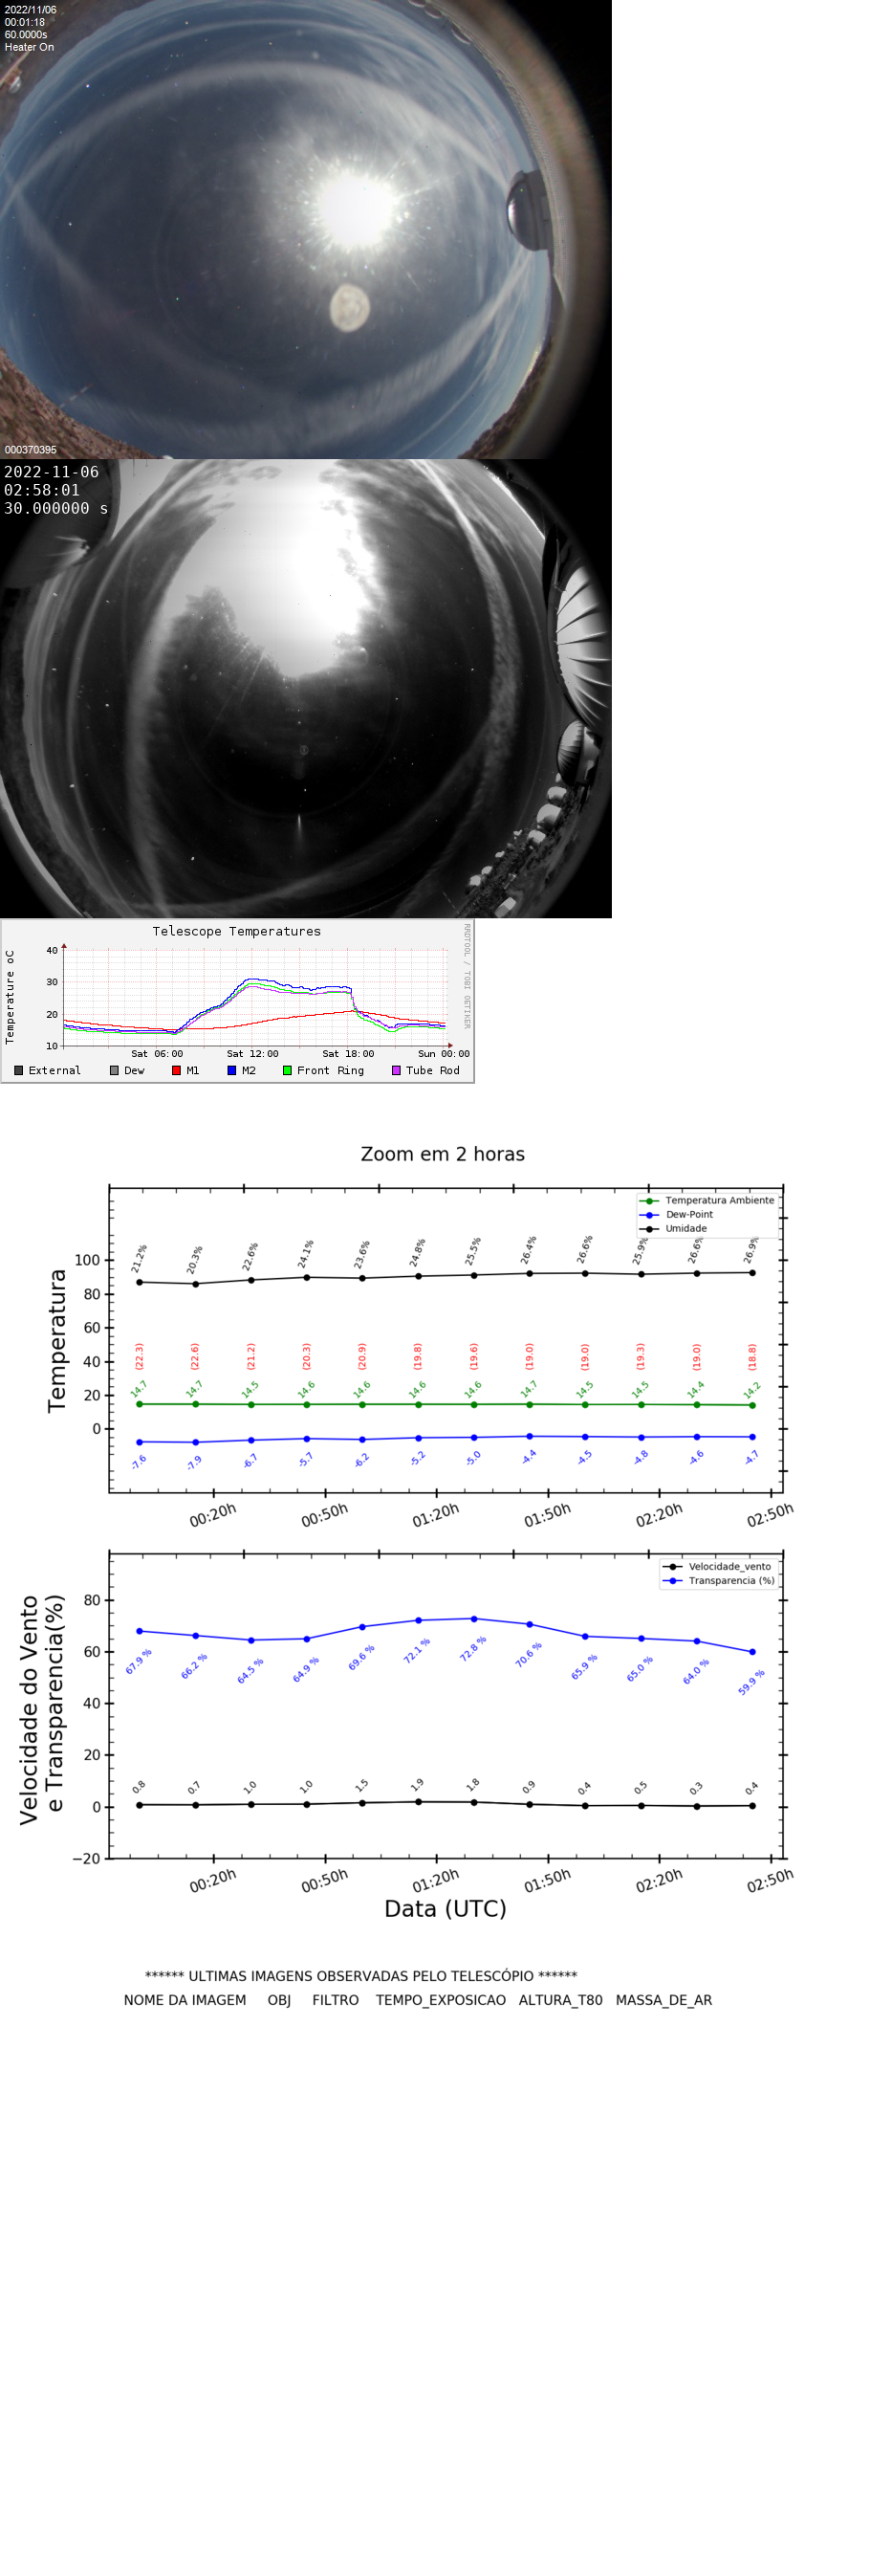 2022/11/06
00:01:18
60.0000s
Heater On
000370395
2022-11-06
02:58:01
30.000000 s
Telescope Temperatures
RRDTOOL / TOBI OETIKER
Temperature oC
40
30
20
10
Sat 06:00 Sat 12:00 Sat 18:00 Sun 00:00
External Dew M1 M2 Front Ring Tube Rod
Zoom em 2 horas
Temperatura Ambiente
Dew-Point
Umidade
Temperatura
100
80
60
40
20
0
21.2% 20.3% 22.6% 24.1% 23.6% 24.8% 25.5% 26.4% 26.6% 25.9% 26.6% 26.9%
(22.3) (22.6) (21.2) (20.3) (20.9) (19.8) (19.6) (19.0) (19.0) (19.3) (19.0) (18.8)
14.7 14.7 14.5 14.6 14.6 14.6 14.6 14.7 14.5 14.5 14.4 14.2
-7.6 -7.9 -6.7 -5.7 -6.2 -5.2 -5.0 -4.4 -4.5 -4.8 -4.6 -4.7
00:20h 00:50h 01:20h 01:50h 02:20h 02:50h
Velocidade_vento
Transparencia (%)
Velocidade do Vento
e Transparencia(%)
80
60
40
20
0
−20
67.9 % 66.2 % 64.5 % 64.9 % 69.6 % 72.1 % 72.8 % 70.6 % 65.9 % 65.0 % 64.0 % 59.9 %
0.8 0.7 1.0 1.0 1.5 1.9 1.8 0.9 0.4 0.5 0.3 0.4
00:20h 00:50h 01:20h 01:50h 02:20h 02:50h
Data (UTC)
****** ULTIMAS IMAGENS OBSERVADAS PELO TELESCÓPIO ******
NOME DA IMAGEM OBJ FILTRO TEMPO_EXPOSICAO ALTURA_T80 MASSA_DE_AR